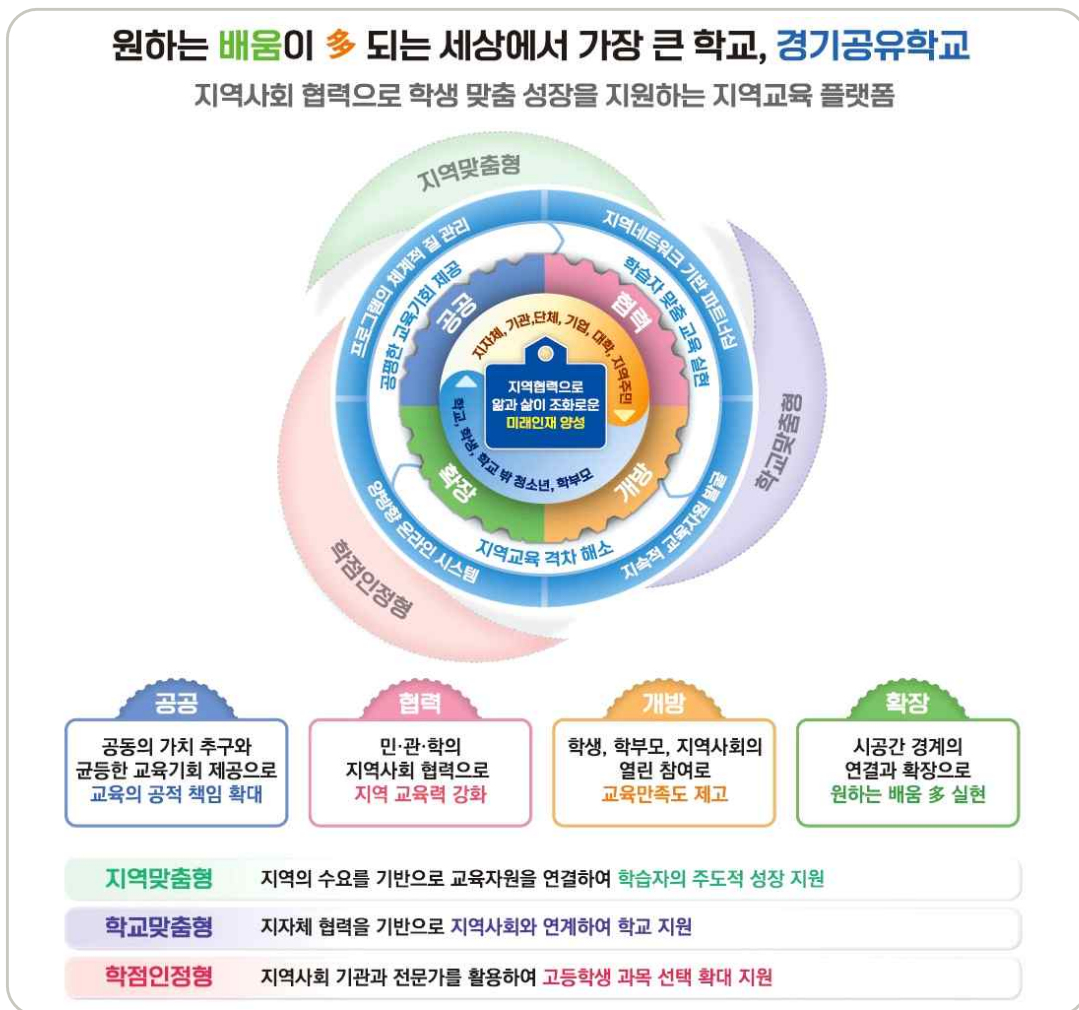 원하는 배움이 多 되는 세상에서 가장 큰 학교, 경기공유학교
지역사회 협력으로 학생 맞춤 성장을 지원하는 지역교육 플랫폼
지역맞춤형
학교맞춤형
학점인정형
프로그램의 체계적 질 관리
지역네트워크 기반 파트너십
지속적 교육자원 발굴
양방향 온라인 시스템
공평한 교육기회 제공
학습자 맞춤 교육 실현
지역교육 격차 해소
공공
협력
개방
확장
지자체, 기관,단체, 기업, 대학, 지역주민
학교, 학생, 학교 밖 청소년, 학부모
지역협력으로
앎과 삶이 조화로운
미래인재 양성
공공
공동의 가치 추구와
균등한 교육기회 제공으로
교육의 공적 책임 확대
협력
민·관·학의
지역사회 협력으로
지역 교육력 강화
개방
학생, 학부모, 지역사회의
열린 참여로
교육만족도 제고
확장
시공간 경계의
연결과 확장으로
원하는 배움 多 실현
지역맞춤형 지역의 수요를 기반으로 교육자원을 연결하여 학습자의 주도적 성장 지원
학교맞춤형 지자체 협력을 기반으로 지역사회와 연계하여 학교 지원
학점인정형 지역사회 기관과 전문가를 활용하여 고등학생 과목 선택 확대 지원